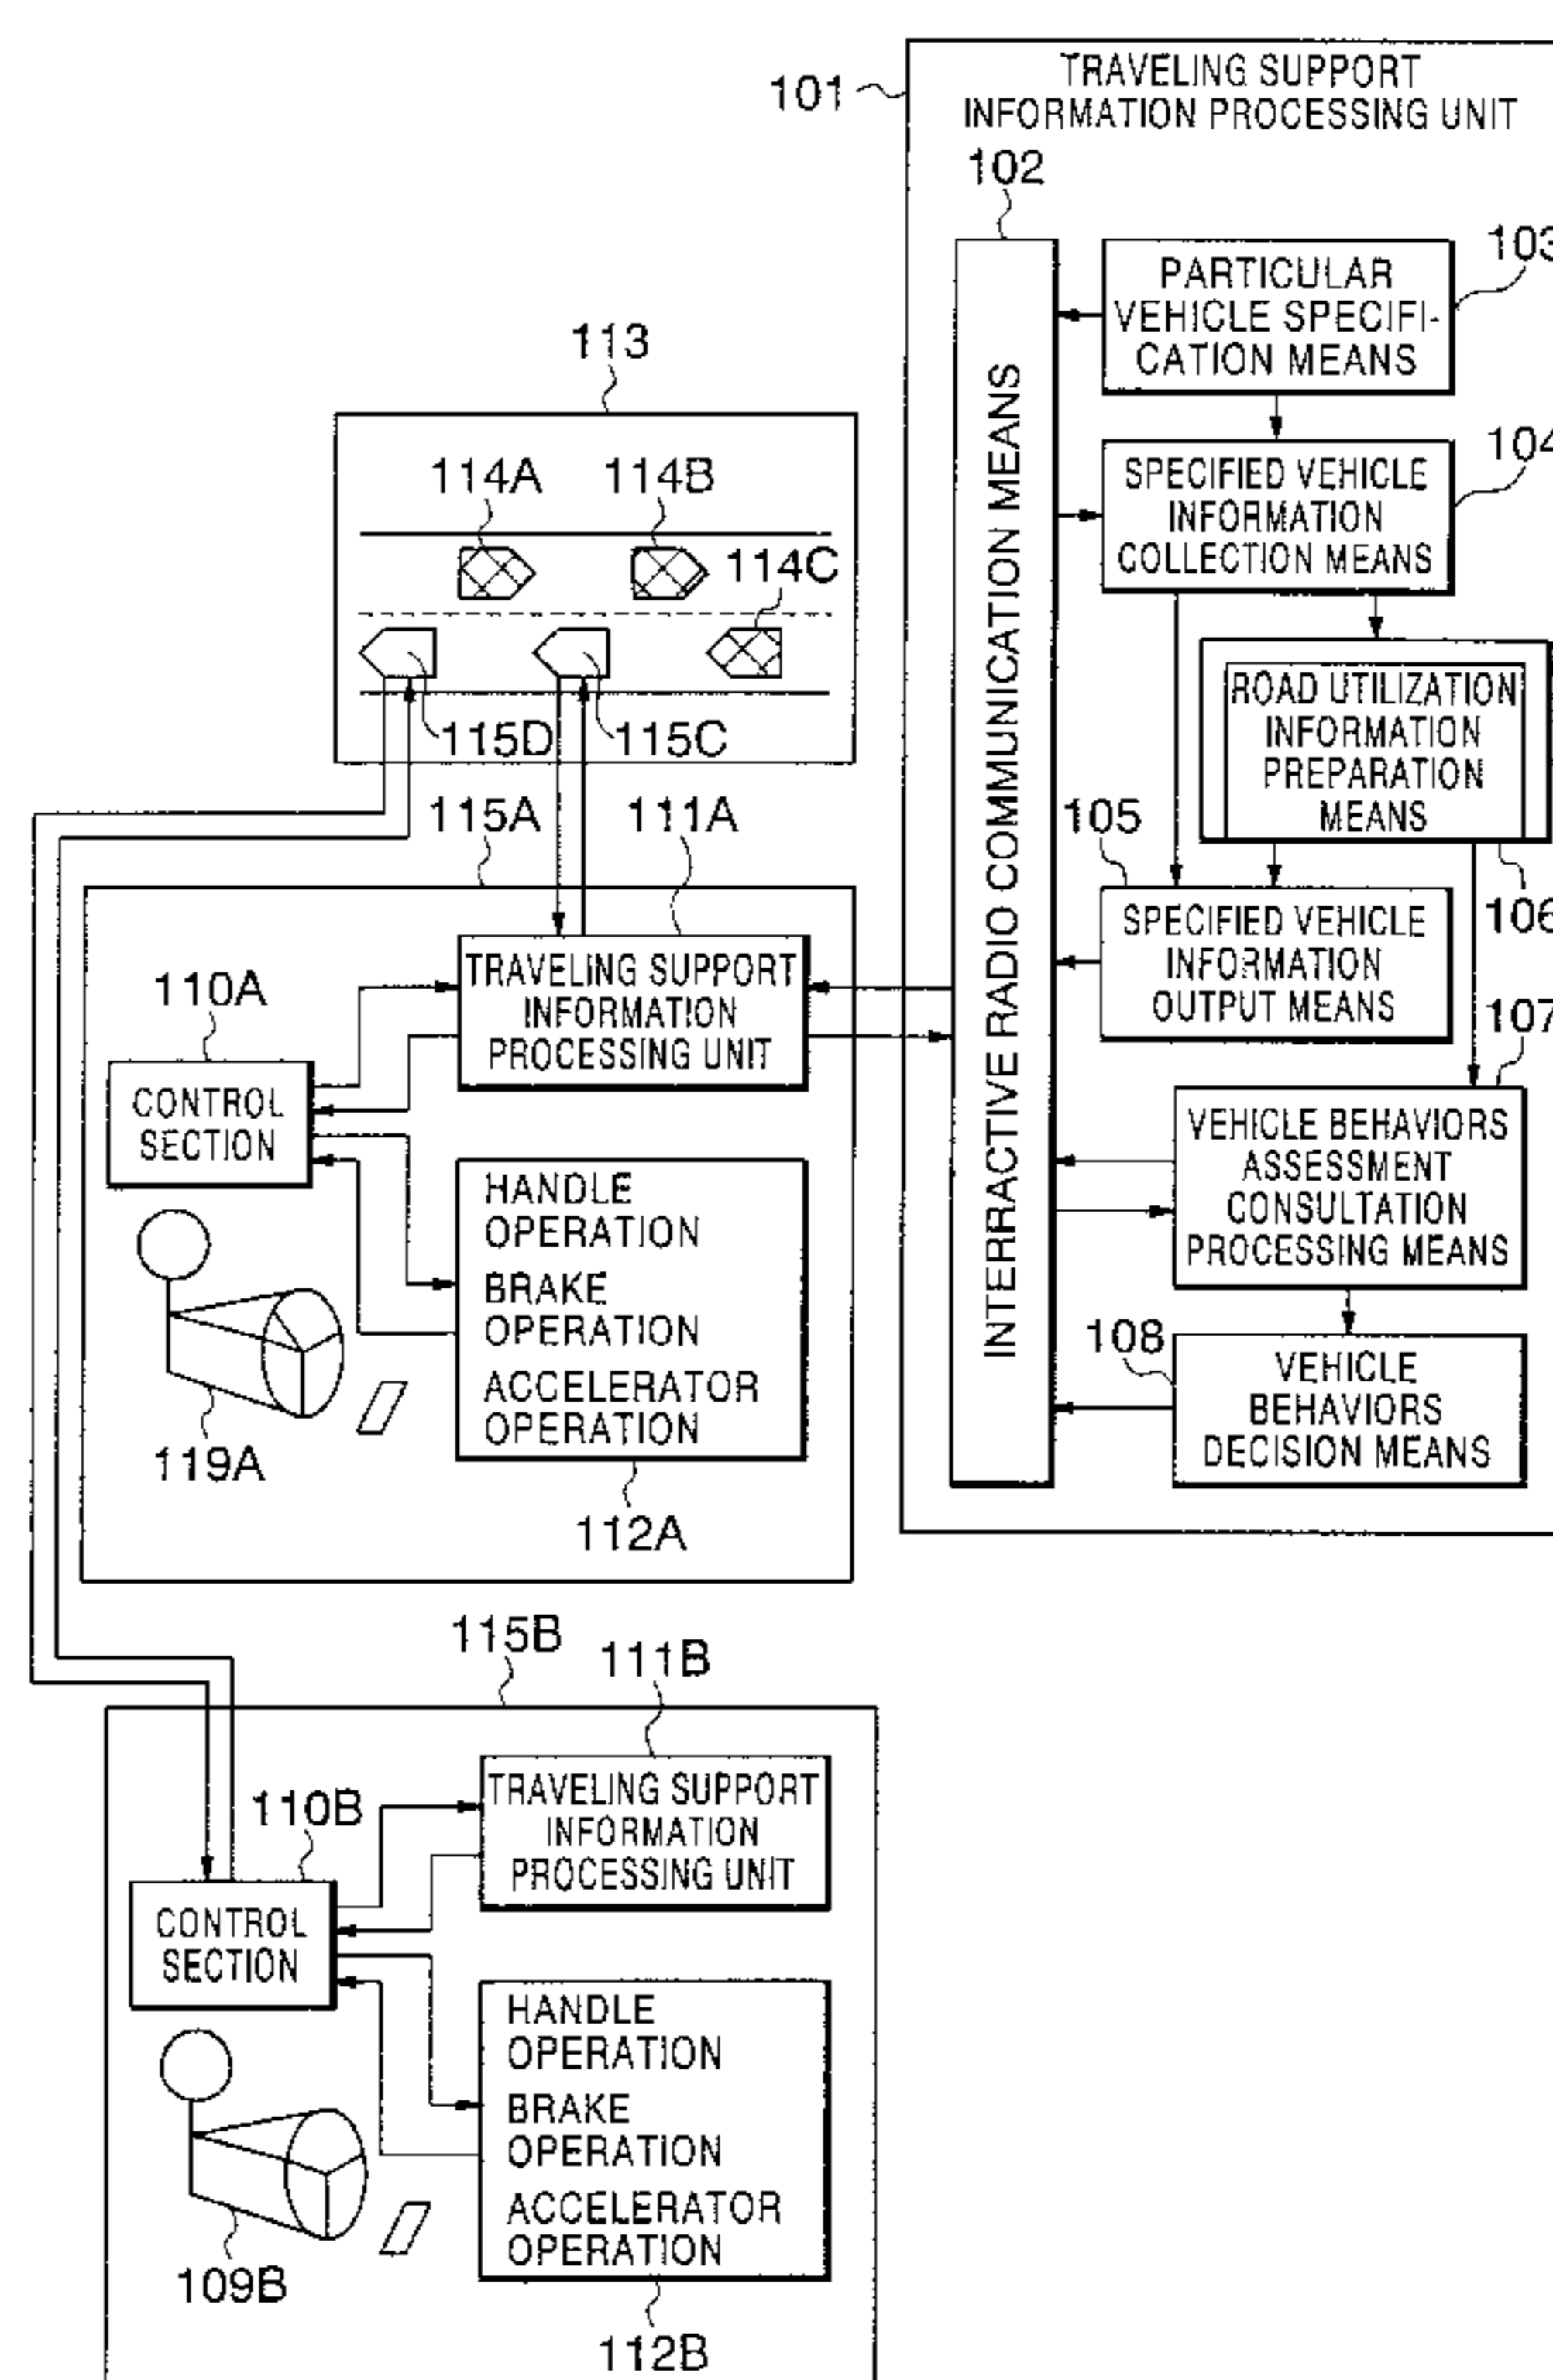 101
TRAVELING SUPPORT
INFORMATION PROCESSING UNIT
102
INTERRACTIVE RADIO COMMUNICATION MEANS
103
PARTICULAR
VEHICLE SPECIFI-
CATION MEANS
104
SPECIFIED VEHICLE
INFORMATION
COLLECTION MEANS
ROAD UTILIZATION
INFORMATION
PREPARATION
MEANS
106
105
SPECIFIED VEHICLE
INFORMATION
OUTPUT MEANS
107
VEHICLE BEHAVIORS
ASSESSMENT
CONSULTATION
PROCESSING MEANS
108
VEHICLE
BEHAVIORS
DECISION MEANS
113
114A
114B
114C
115D
115C
115A
111A
TRAVELING SUPPORT
INFORMATION
PROCESSING UNIT
110A
CONTROL
SECTION
HANDLE
OPERATION
BRAKE
OPERATION
ACCELERATOR
OPERATION
119A
112A
115B
111B
TRAVELING SUPPORT
INFORMATION
PROCESSING UNIT
110B
CONTROL
SECTION
HANDLE
OPERATION
BRAKE
OPERATION
ACCELERATOR
OPERATION
109B
112B